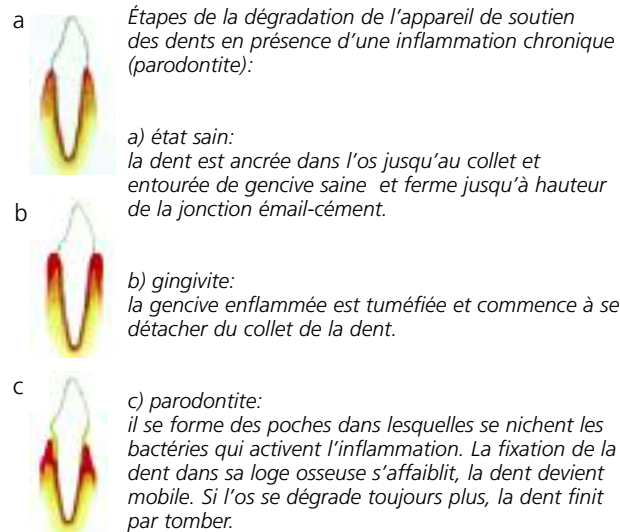 a
Étapes de la dégradation de l’appareil de soutien
des dents en présence d’une inflammation chronique
(parodontite):
a) état sain:
la dent est ancrée dans l’os jusqu’au collet et
entourée de gencive saine et ferme jusqu’à hauteur
de la jonction émail-cément.
b
b) gingivite:
la gencive enflammée est tuméfiée et commence à se
détacher du collet de la dent.
c
c) parodontite:
il se forme des poches dans lesquelles se nichent les
bactéries qui activent l’inflammation. La fixation de la
dent dans sa loge osseuse s’affaiblit, la dent devient
mobile. Si l’os se dégrade toujours plus, la dent finit
par tomber.